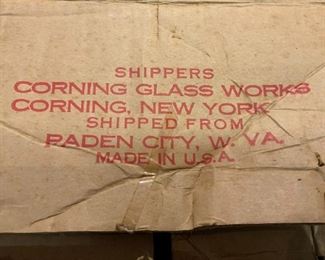 SHIPPERS
CORNING GLASS WORKS
CORNING, NEW YORK
SHIPPED FROM
PADEN CITY, W. VA.
MADE IN U.S.A.